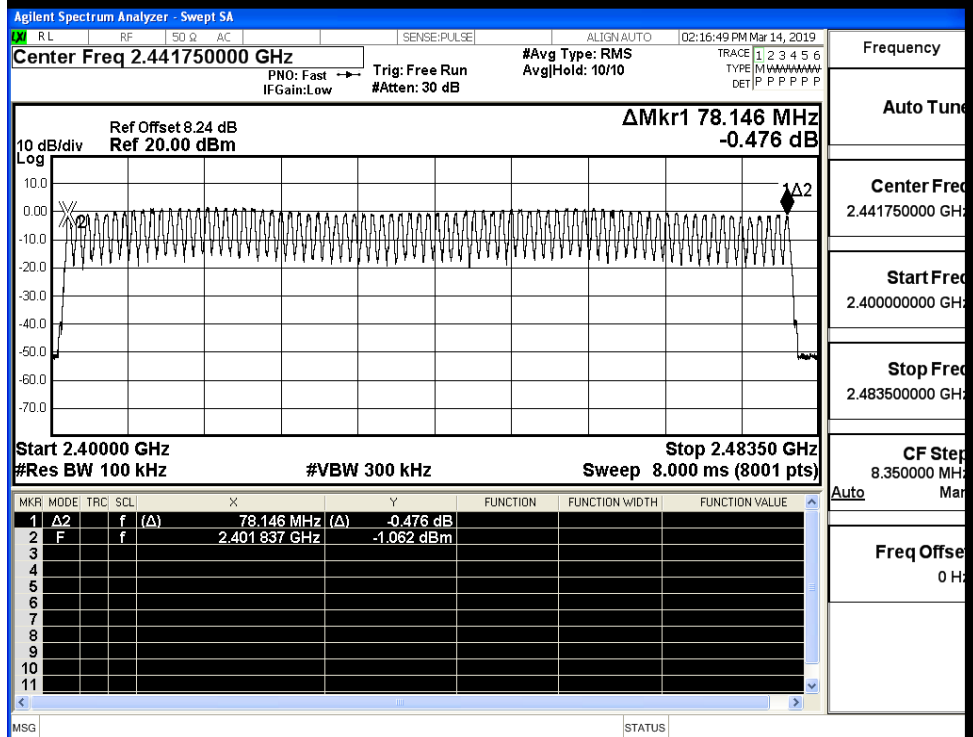 Agilent Spectrum Analyzer - Swept SA
LXI RL RF 50 Ω AC SENSE:PULSE ALIGN AUTO 02:16:49 PM Mar 14, 2019
Center Freq 2.441750000 GHz
PNO: Fast
IFGain:Low
Trig: Free Run
#Atten: 30 dB
#Avg Type: RMS
Avg|Hold: 10/10
TRACE 1 2 3 4 5 6
TYPE M WWWWW
DET P P P P P P
Frequency
Auto Tune
ΔMkr1 78.146 MHz
-0.476 dB
Ref Offset 8.24 dB
10 dB/div Ref 20.00 dBm
Log
10.0
0.00
-10.0
-20.0
-30.0
-40.0
-50.0
-60.0
-70.0
2
1Δ2
Center Freq
2.441750000 GHz
Start Freq
2.400000000 GHz
Stop Freq
2.483500000 GHz
Start 2.40000 GHz Stop 2.48350 GHz
#Res BW 100 kHz #VBW 300 kHz Sweep 8.000 ms (8001 pts)
CF Step
8.350000 MHz
Auto Man
Freq Offset
0 Hz
MKR MODE TRC SCL X Y FUNCTION FUNCTION WIDTH FUNCTION VALUE
1 Δ2 f (Δ) 78.146 MHz (Δ) -0.476 dB
2 F f 2.401 837 GHz -1.062 dBm
3
4
5
6
7
8
9
10
11
MSG STATUS